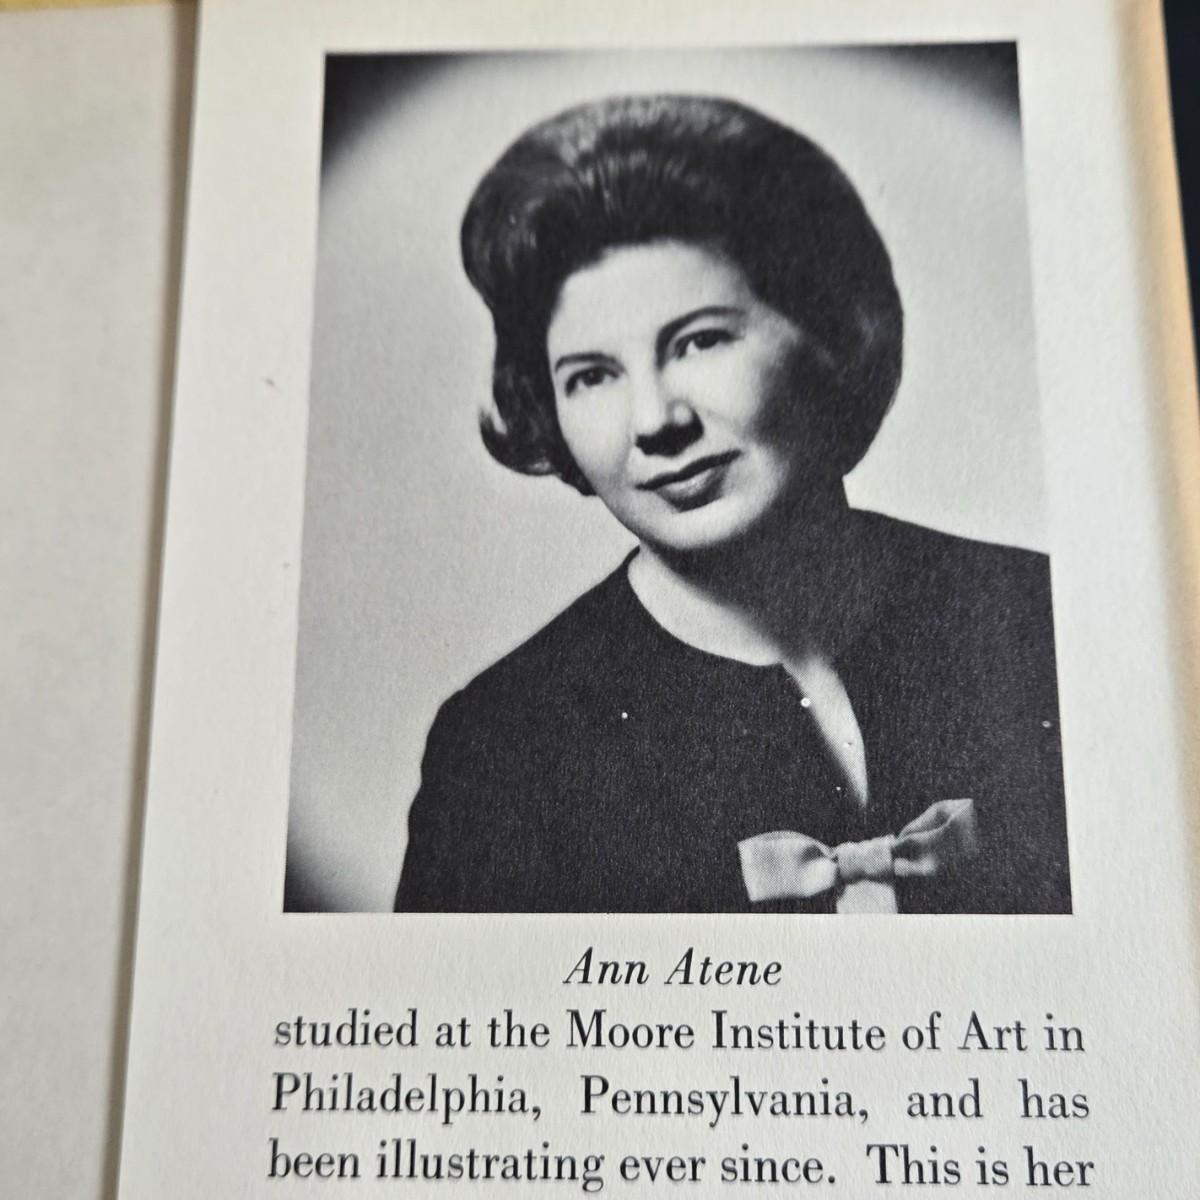 Ann Atene
studied at the Moore Institute of Art in
Philadelphia, Pennsylvania, and has
been illustrating ever since. This is her